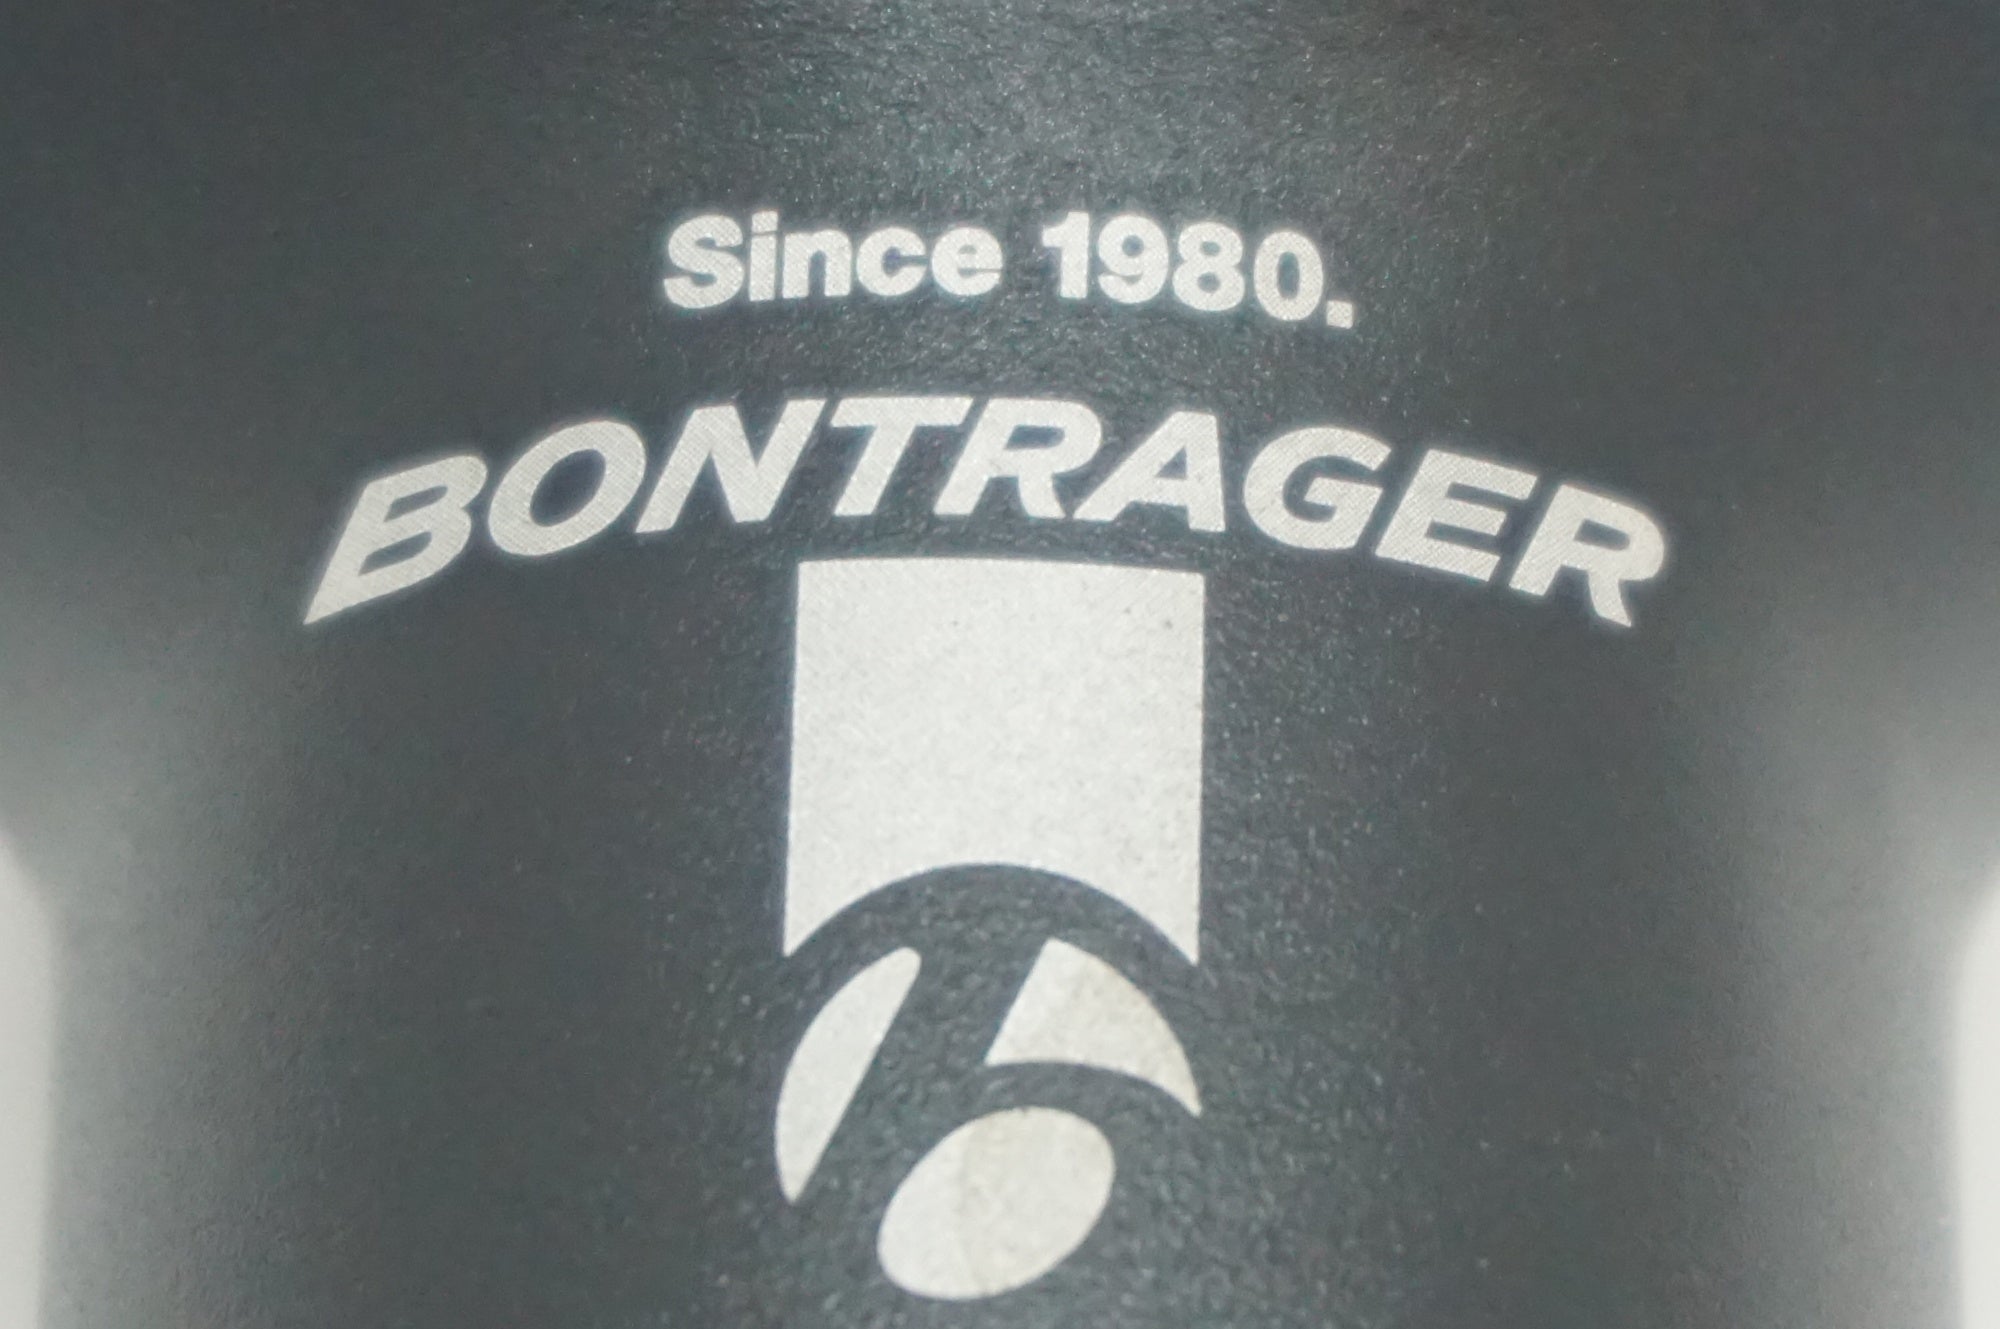 Since 1980.
BONTRAGER
b